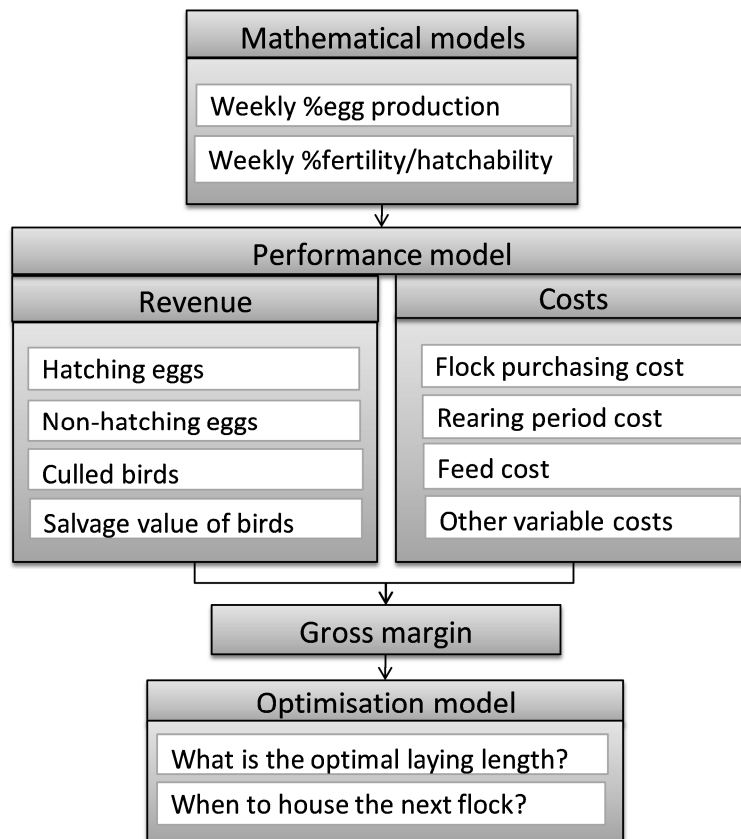 Mathematical models
Weekly %egg production
Weekly %fertility/hatchability
Performance model
Revenue
Hatching eggs
Non-hatching eggs
Culled birds
Salvage value of birds
Costs
Flock purchasing cost
Rearing period cost
Feed cost
Other variable costs
Gross margin
Optimisation model
What is the optimal laying length?
When to house the next flock?